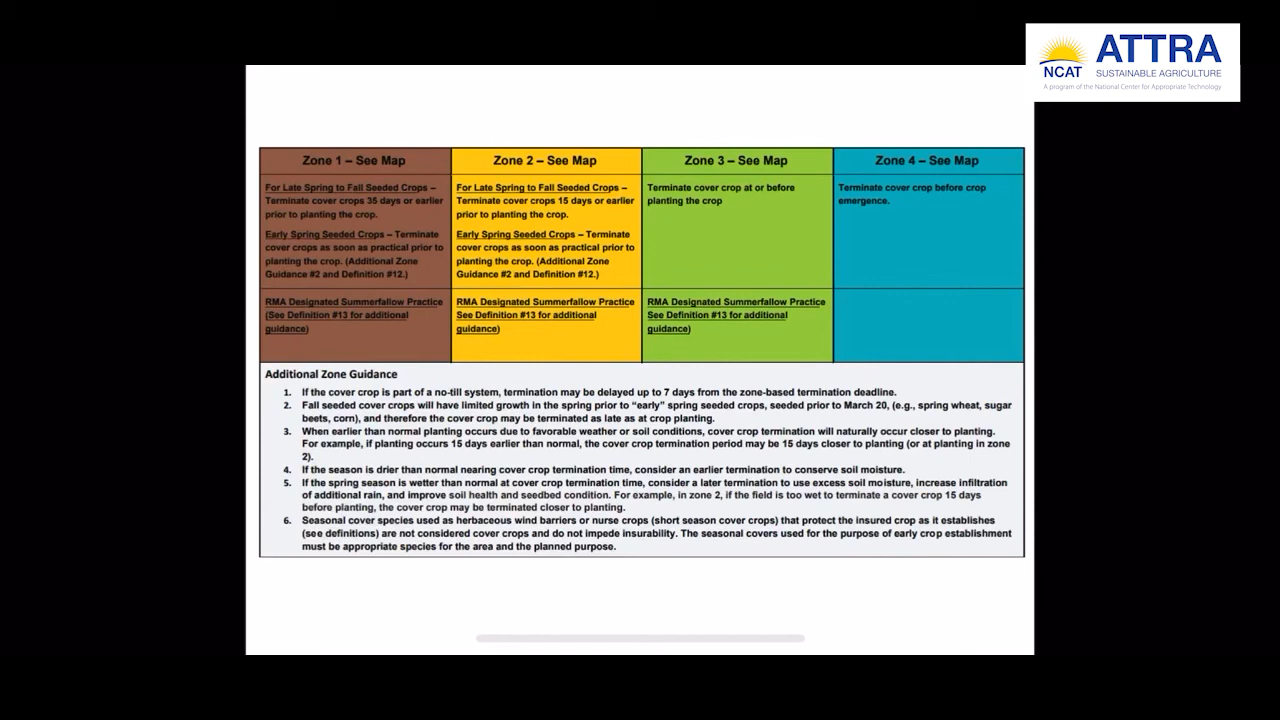 ATTRA
NCAT
SUSTAINABLE AGRICULTURE
A program of the National Center for Appropriate Technology
Zone 1 – See Map
For Late Spring to Fall Seeded Crops –
Terminate cover crops 35 days or earlier
prior to planting the crop.
Early Spring Seeded Crops – Terminate
cover crops as soon as practical prior to
planting the crop. (Additional Zone
Guidance #2 and Definition #12.)
RMA Designated Summerfallow Practice
(See Definition #13 for additional
guidance)
Zone 2 – See Map
For Late Spring to Fall Seeded Crops –
Terminate cover crops 15 days or earlier
prior to planting the crop.
Early Spring Seeded Crops – Terminate
cover crops as soon as practical prior to
planting the crop. (Additional Zone
Guidance #2 and Definition #12.)
RMA Designated Summerfallow Practice
See Definition #13 for additional
guidance)
Zone 3 – See Map
Terminate cover crop at or before
planting the crop
RMA Designated Summerfallow Practice
See Definition #13 for additional
guidance)
Zone 4 – See Map
Terminate cover crop before crop
emergence.
Additional Zone Guidance
1. If the cover crop is part of a no-till system, termination may be delayed up to 7 days from the zone-based termination deadline.
2. Fall seeded cover crops will have limited growth in the spring prior to “early” spring seeded crops, seeded prior to March 20, (e.g., spring wheat, sugar
beets, corn), and therefore the cover crop may be terminated as late as at crop planting.
3. When earlier than normal planting occurs due to favorable weather or soil conditions, cover crop termination will naturally occur closer to planting.
For example, if planting occurs 15 days earlier than normal, the cover crop termination period may be 15 days closer to planting (or at planting in zone
2).
4. If the season is drier than normal nearing cover crop termination time, consider an earlier termination to conserve soil moisture.
5. If the spring season is wetter than normal at cover crop termination time, consider a later termination to use excess soil moisture, increase infiltration
of additional rain, and improve soil health and seedbed condition. For example, in zone 2, if the field is too wet to terminate a cover crop 15 days
before planting, the cover crop may be terminated closer to planting.
6. Seasonal cover species used as herbaceous wind barriers or nurse crops (short season cover crops) that protect the insured crop as it establishes
(see definitions) are not considered cover crops and do not impede insurability. The seasonal covers used for the purpose of early crop establishment
must be appropriate species for the area and the planned purpose.